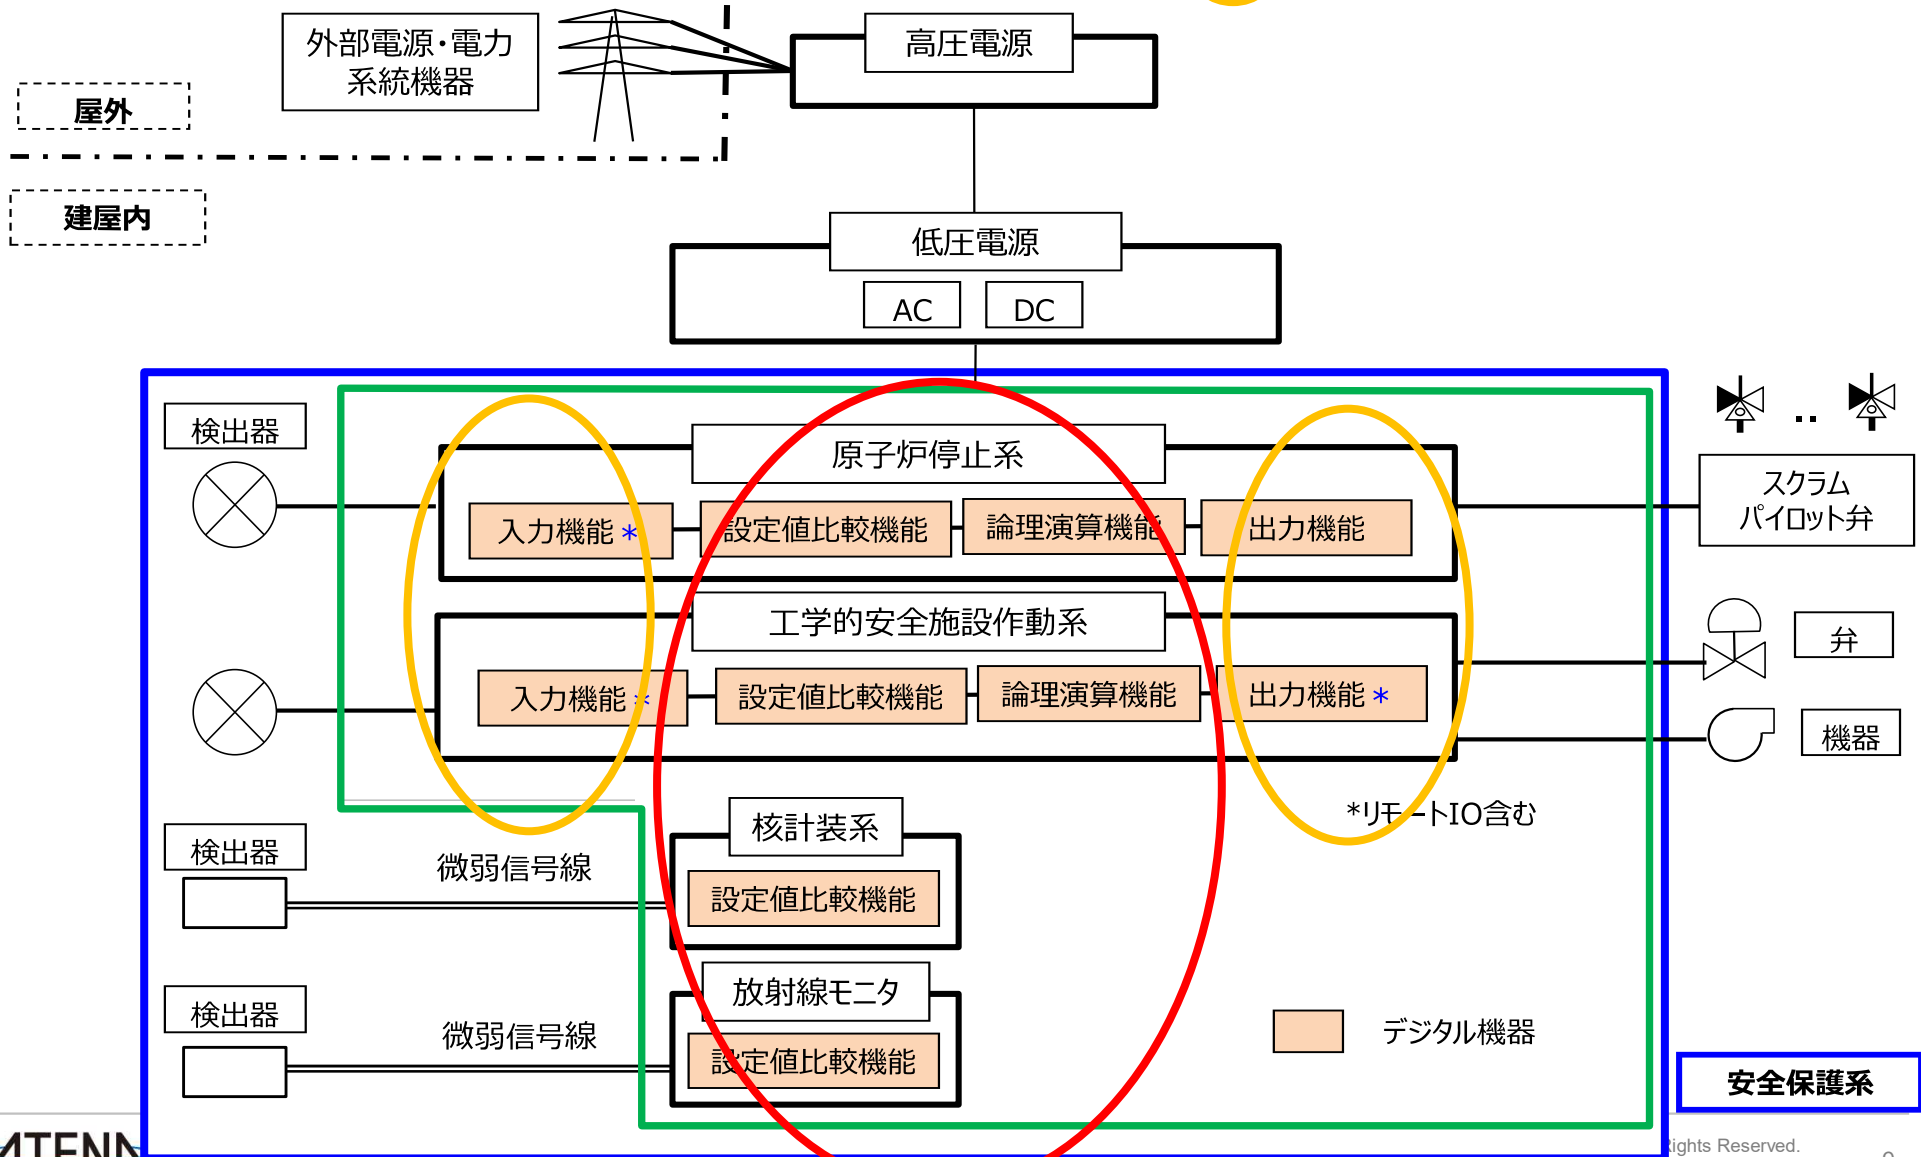 外部電源・電力
系統機器
高圧電源
屋外
建屋内
低圧電源
AC
DC
検出器
原子炉停止系
入力機能 *
設定値比較機能
論理演算機能
出力機能
スクラム
パイロット弁
工学的安全施設作動系
入力機能 *
設定値比較機能
論理演算機能
出力機能 *
弁
機器
*リモートIO含む
検出器
微弱信号線
核計装系
設定値比較機能
検出器
微弱信号線
放射線モニタ
設定値比較機能
デジタル機器
安全保護系
ATENA
Rights Reserved.